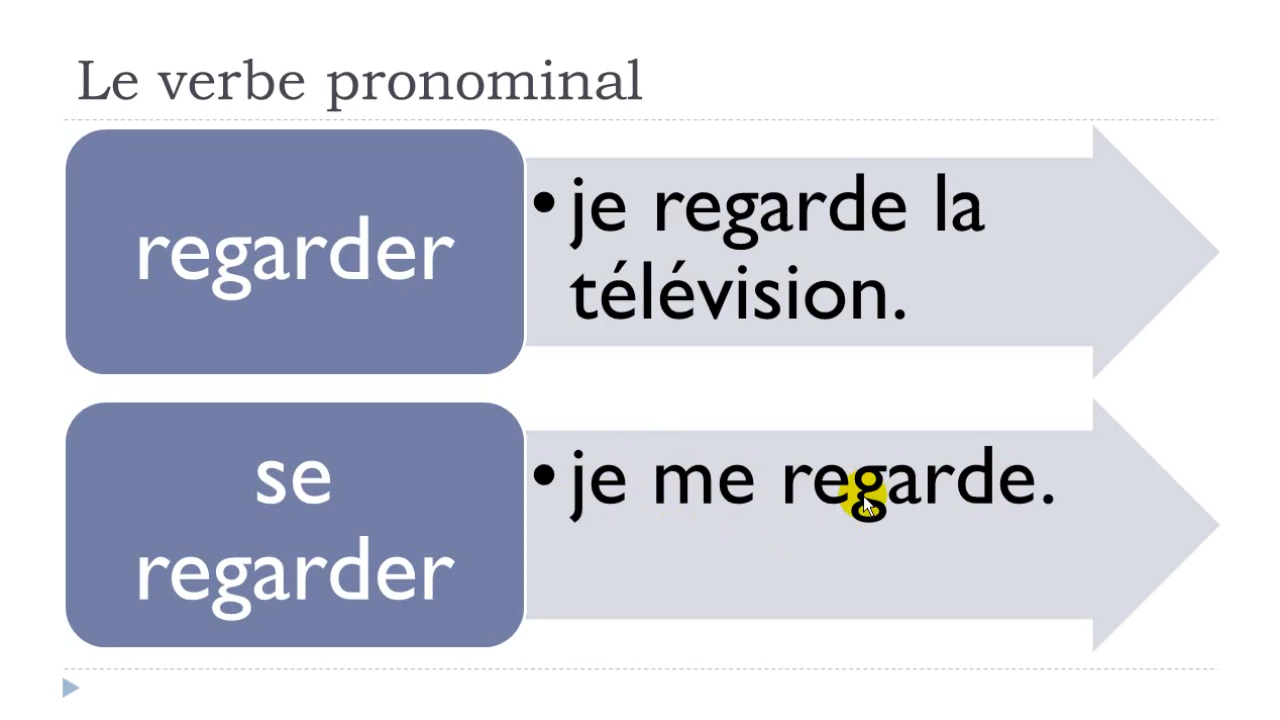 Le verbe pronominal
regarder
• je regarde la
télévision.
se
regarder
• je me regarde.